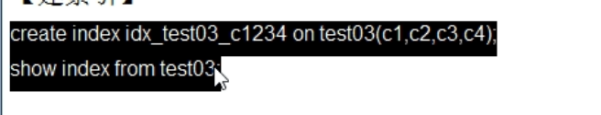 create index idx_test03_c1234 on test03(c1,c2,c3,c4);
show index from test03;